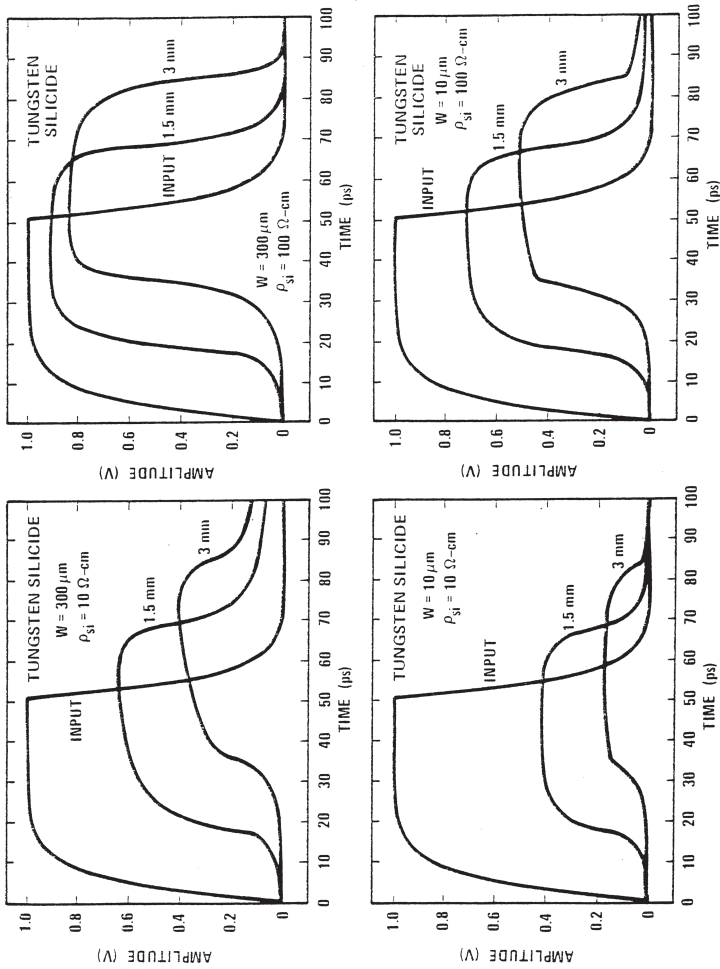 TUNGSTEN SILICIDE
W = 300 μm
ρsi = 10 Ω-cm
INPUT
1.5 mm
3 mm
AMPLITUDE (V)
1.0
0.8
0.6
0.4
0.2
0
0 10 20 30 40 50 60 70 80 90 100
TIME (ps)
TUNGSTEN
SILICIDE
W = 300 μm
ρsi = 100 Ω-cm
INPUT
1.5 mm
3 mm
AMPLITUDE (V)
1.0
0.8
0.6
0.4
0.2
0
0 10 20 30 40 50 60 70 80 90 100
TIME (ps)
TUNGSTEN SILICIDE
W = 10 μm
ρsi = 10 Ω-cm
INPUT
1.5 mm
3 mm
AMPLITUDE (V)
1.0
0.8
0.6
0.4
0.2
0
0 10 20 30 40 50 60 70 80 90 100
TIME (ps)
TUNGSTEN
SILICIDE
W = 10 μm
ρsi = 100 Ω-cm
INPUT
1.5 mm
3 mm
AMPLITUDE (V)
1.0
0.8
0.6
0.4
0.2
0
0 10 20 30 40 50 60 70 80 90 100
TIME (ps)